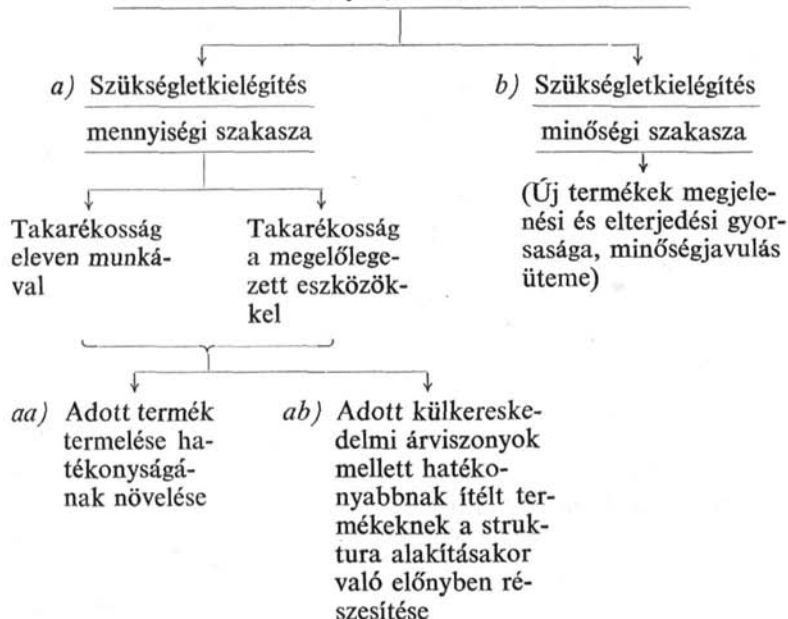 a) Szükségletkielégítés
mennyiségi szakasza
b) Szükségletkielégítés
minőségi szakasza
Takarékosság
eleven munká-
val
Takarékosság
a megelőlege-
zett eszközök-
kel
(Új termékek megjele-
nési és elterjedési gyor-
sasága, minőségjavulás
üteme)
aa) Adott termék
termelése ha-
tékonyságá-
nak növelése
ab) Adott külkereske-
delmi árviszonyok
mellett hatéko-
nyabbnak ítélt ter-
mékeknek a struk-
tura alakításakor
való előnyben ré-
szesítése